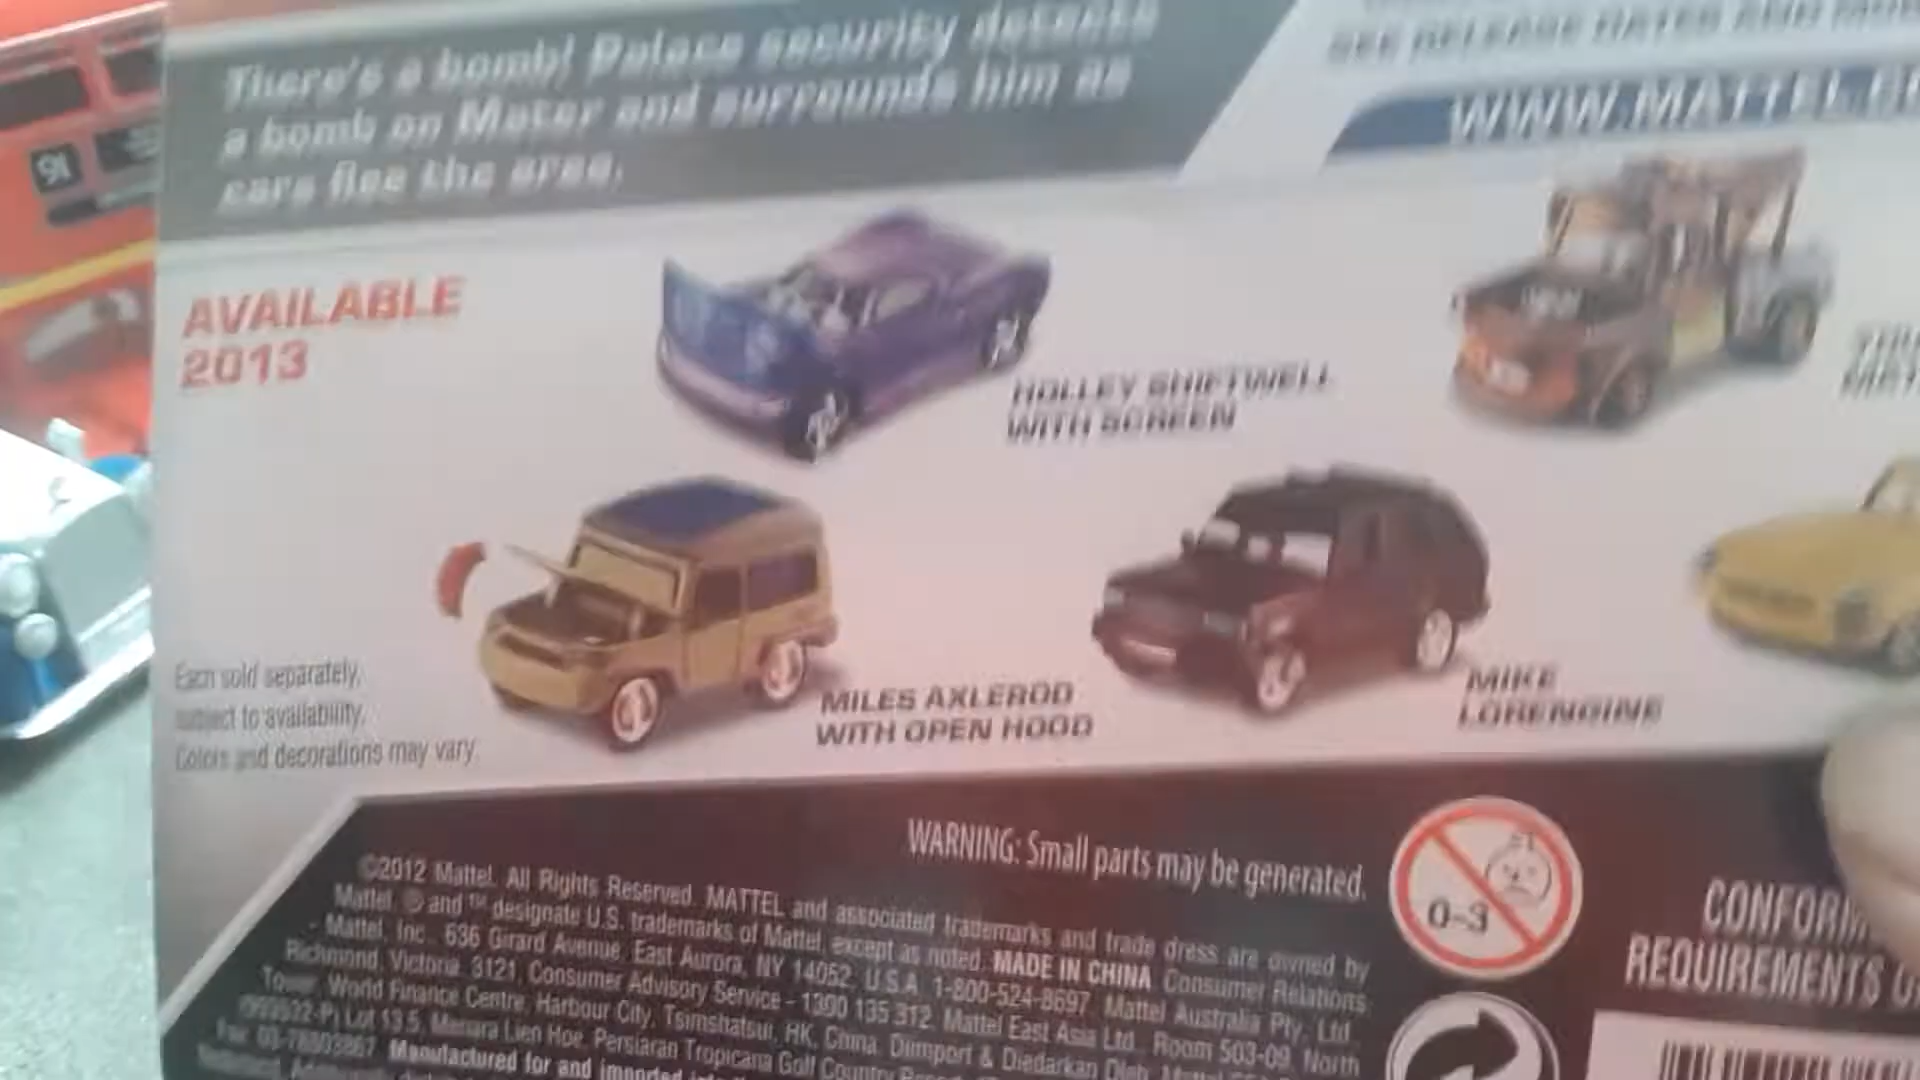 There's a bomb! Palace security detects
a bomb on Mater and surrounds him as
cars flee the area.
SEE RELEASE DATES AND
WWW.MATTEL.
91
AVAILABLE
2013
HOLLEY SHIFTWELL
WITH SCREEN
Each sold separately,
subject to availability.
Colors and decorations may vary.
MILES AXLEROD
WITH OPEN HOOD
MIKE
LORENGINE
WARNING: Small parts may be generated.
0-3
©2012 Mattel. All Rights Reserved. MATTEL and associated trademarks and trade dress are owned by
Mattel. ® and ™ designate U.S. trademarks of Mattel, except as noted. MADE IN CHINA Consumer Relations
- Mattel, Inc., 636 Girard Avenue, East Aurora, NY 14052, U.S.A. 1-800-524-8697. Mattel Australia Pty., Ltd.,
Richmond, Victoria. 3121. Consumer Advisory Service - 1300 135 312. Mattel East Asia Ltd., Room 503-09, North
Tower, World Finance Centre, Harbour City, Tsimshatsui, HK, China. Diimport & Diedarkan Oleh: Mattel
Lot 13.5, Menara Lien Hoe, Persiaran Tropicana Golf Country
Manufactured for and imported
REQUIREMENTS